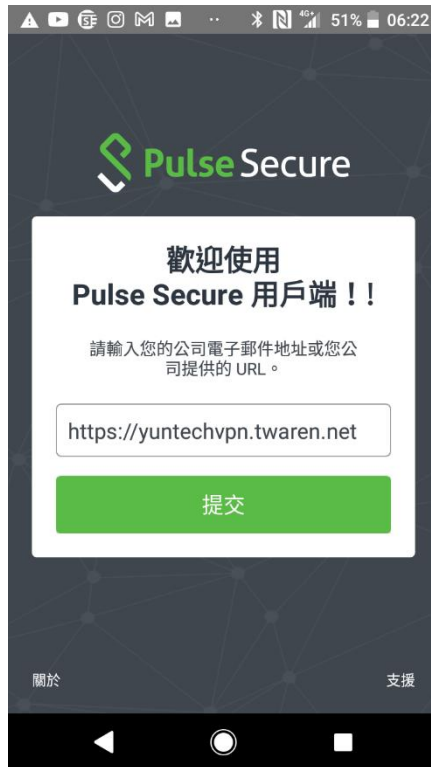 4G+ 51% 06:22
Pulse Secure
歡迎使用
Pulse Secure 用戶端！!
請輸入您的公司電子郵件地址或您公
司提供的 URL。
https://yuntechvpn.twaren.net
提交
關於
支援